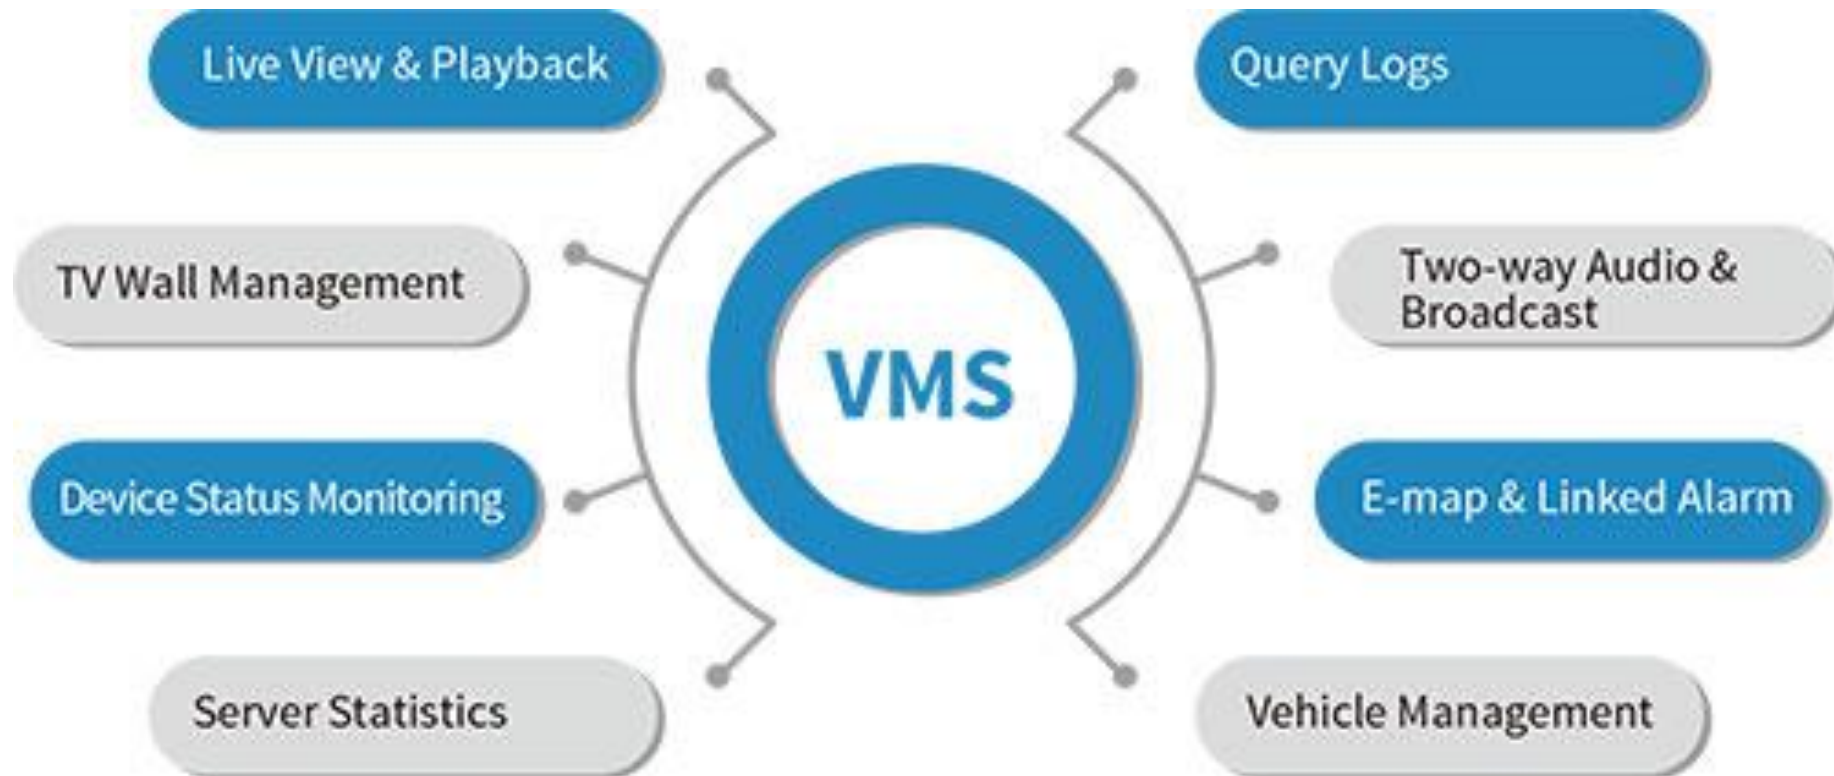 Live View & Playback
TV Wall Management
Device Status Monitoring
Server Statistics
VMS
Query Logs
Two-way Audio &
Broadcast
E-map & Linked Alarm
Vehicle Management